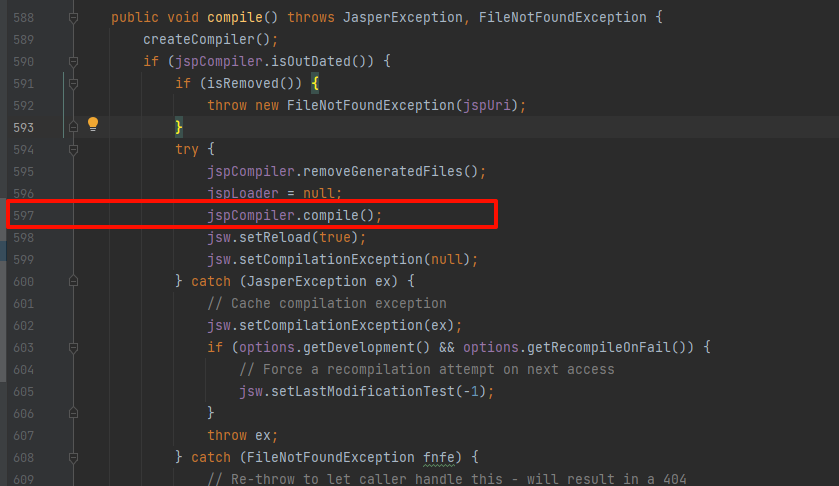 588 public void compile() throws JasperException, FileNotFoundException {
589 createCompiler();
590 if (jspCompiler.isOutDated()) {
591 if (isRemoved()) {
592 throw new FileNotFoundException(jspUri);
593 }
594 try {
595 jspCompiler.removeGeneratedFiles();
596 jspLoader = null;
597 jspCompiler.compile();
598 jsw.setReload(true);
599 jsw.setCompilationException(null);
600 } catch (JasperException ex) {
601 // Cache compilation exception
602 jsw.setCompilationException(ex);
603 if (options.getDevelopment() && options.getRecompileOnFail()) {
604 // Force a recompilation attempt on next access
605 jsw.setLastModificationTest(-1);
606 }
607 throw ex;
608 } catch (FileNotFoundException fnfe) {
609 // Re-throw to let caller handle this - will result in a 404